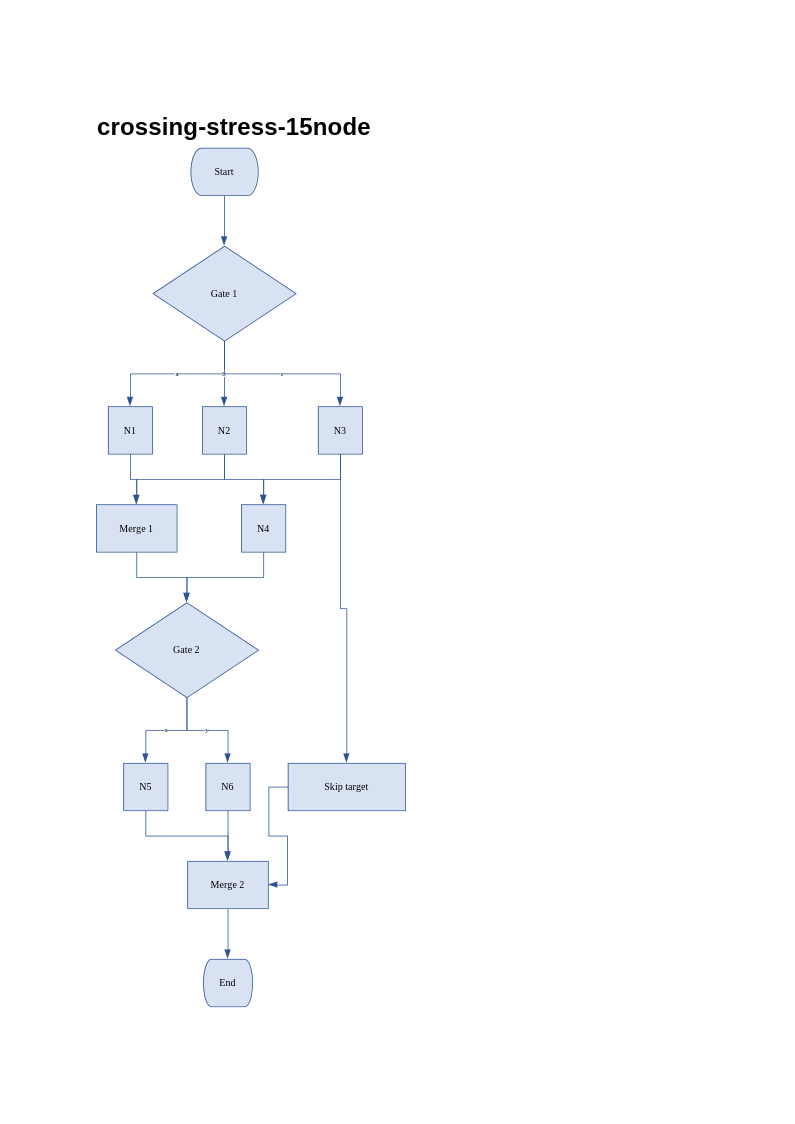 crossing-stress-15node
Start
Gate 1
N1
N2
N3
Merge 1
N4
Gate 2
N5
N6
Skip target
Merge 2
End